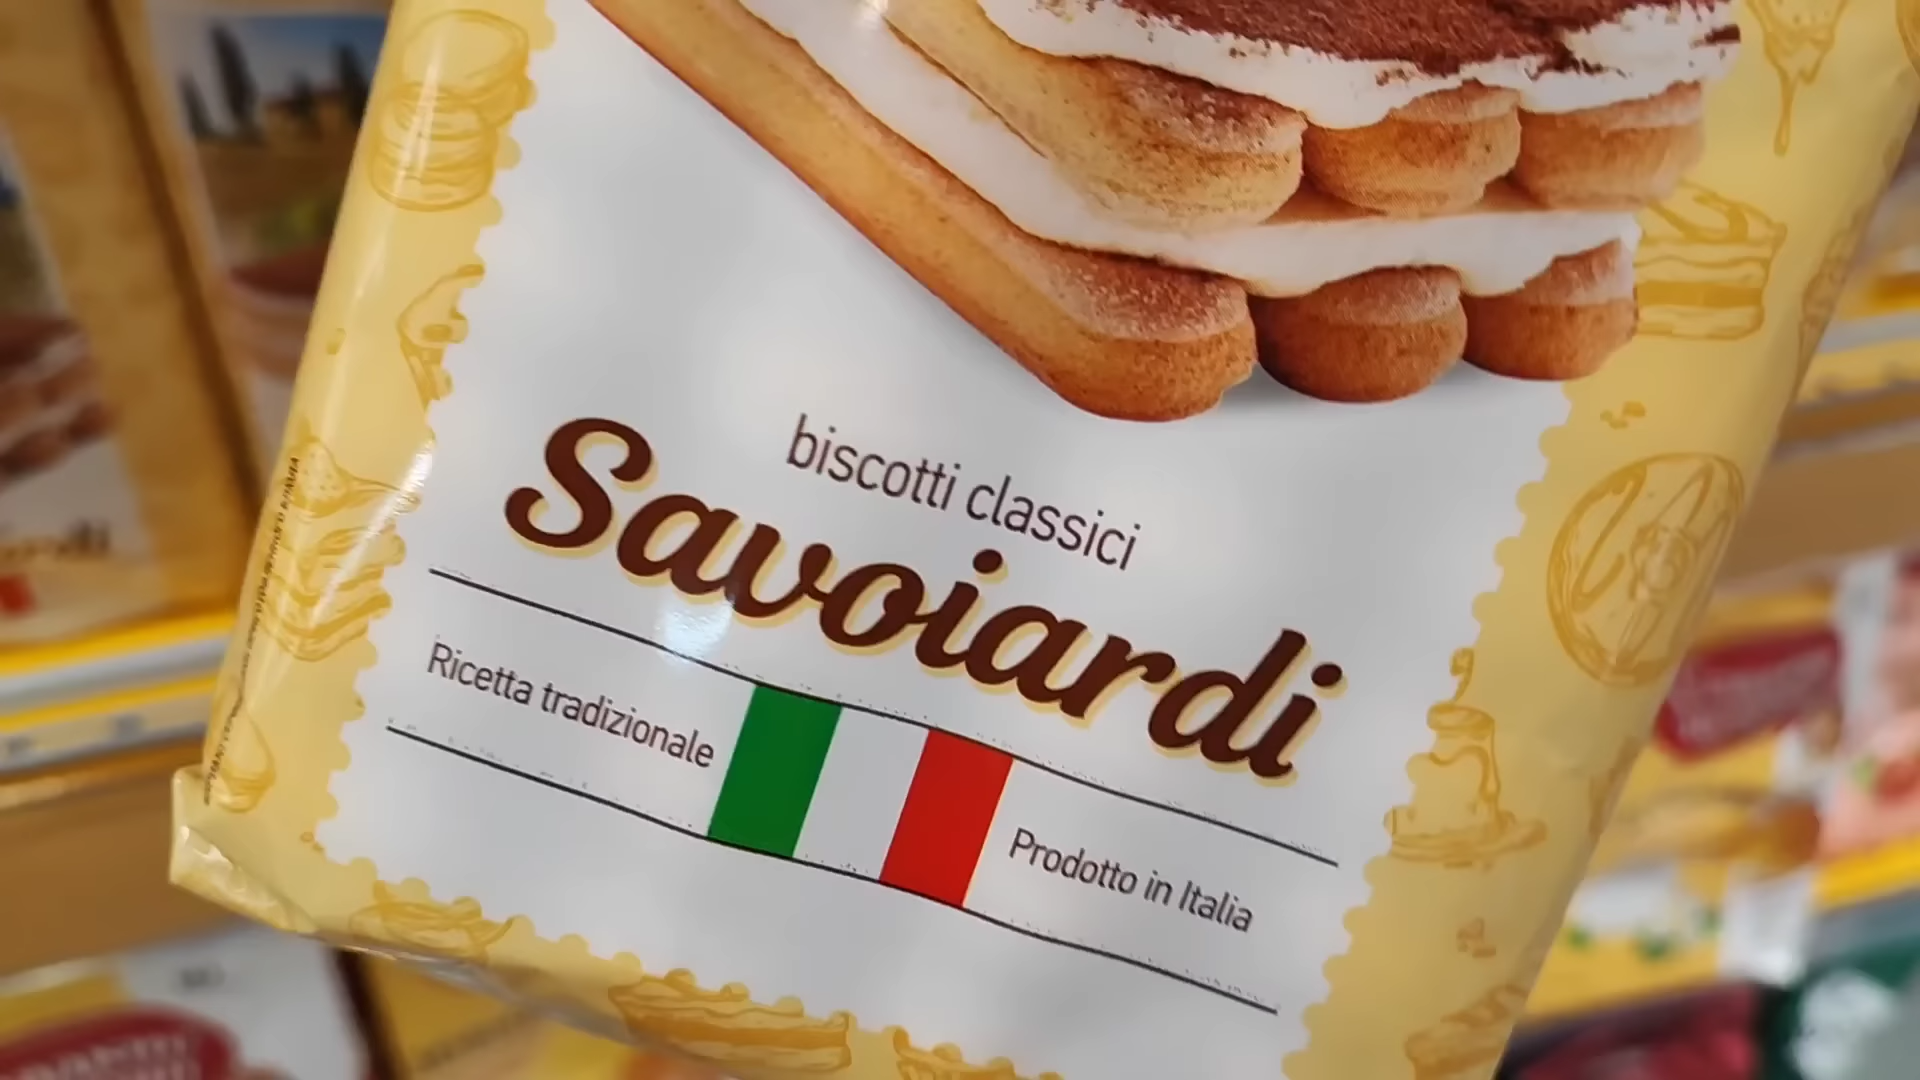 biscotti classici
Savoiardi
Ricetta tradizionale
Prodotto in Italia